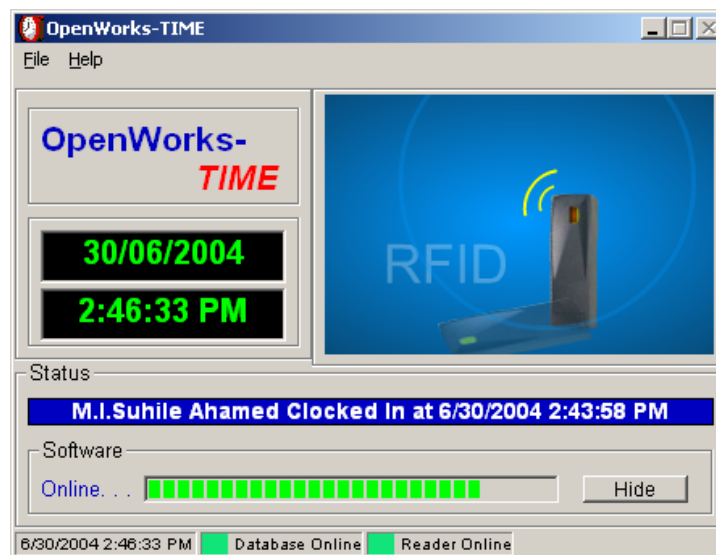 OpenWorks-TIME
File Help
OpenWorks-
TIME
RFID
30/06/2004
2:46:33 PM
Status
M.I.Suhile Ahamed Clocked In at 6/30/2004 2:43:58 PM
Software
Online. . .
Hide
6/30/2004 2:46:33 PM Database Online Reader Online